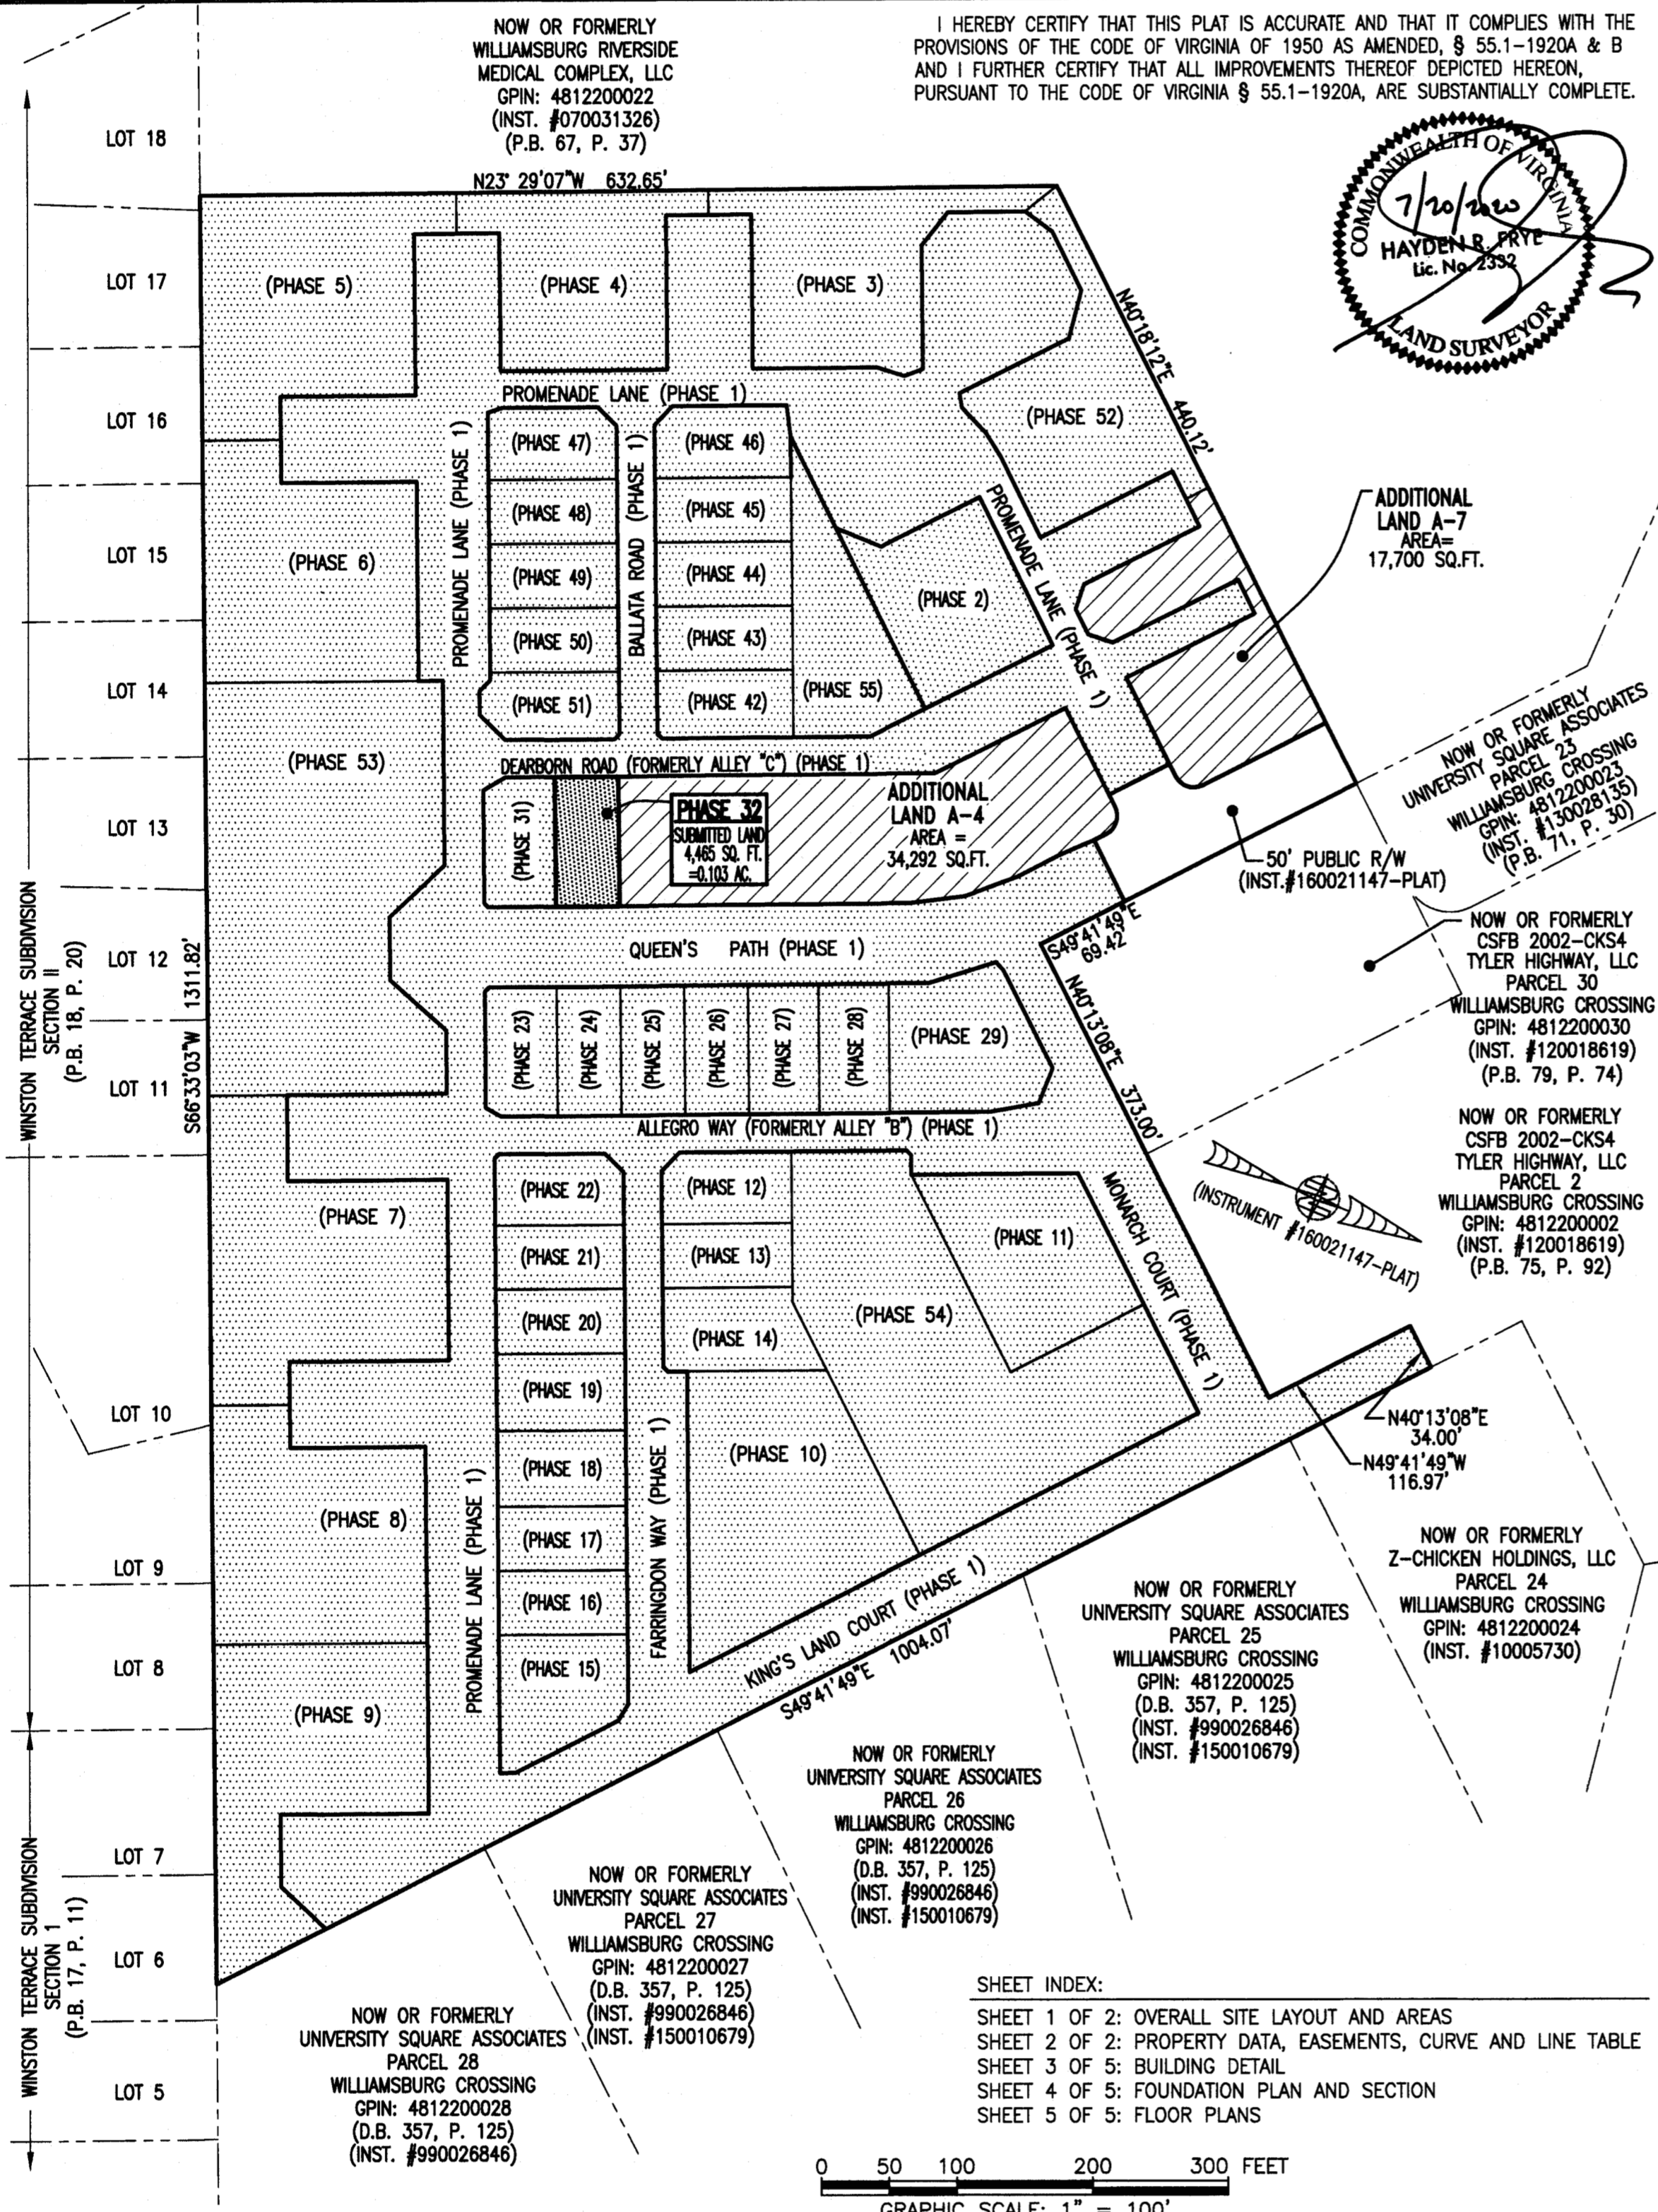 I HEREBY CERTIFY THAT THIS PLAT IS ACCURATE AND THAT IT COMPLIES WITH THE
PROVISIONS OF THE CODE OF VIRGINIA OF 1950 AS AMENDED, § 55.1-1920A & B
AND I FURTHER CERTIFY THAT ALL IMPROVEMENTS THEREOF DEPICTED HEREON,
PURSUANT TO THE CODE OF VIRGINIA § 55.1-1920A, ARE SUBSTANTIALLY COMPLETE.
COMMONWEALTH OF VIRGINIA
7/20/2020
HAYDEN R. FRYE
Lic. No. 2332
LAND SURVEYOR
NOW OR FORMERLY
WILLIAMSBURG RIVERSIDE
MEDICAL COMPLEX, LLC
GPIN: 4812200022
(INST. #070031326)
(P.B. 67, P. 37)
N23° 29'07"W 632.65'
LOT 18
LOT 17
LOT 16
LOT 15
LOT 14
LOT 13
LOT 12
LOT 11
LOT 10
LOT 9
LOT 8
LOT 7
LOT 6
LOT 5
WINSTON TERRACE SUBDIVISION
SECTION II
(P.B. 18, P. 20)
WINSTON TERRACE SUBDIVISION
SECTION 1
(P.B. 17, P. 11)
S66°33'03"W 1311.82'
(PHASE 5)
(PHASE 4)
(PHASE 3)
N40°18'12"E 440.12'
(PHASE 52)
PROMENADE LANE (PHASE 1)
PROMENADE LANE (PHASE 1)
BALLATA ROAD (PHASE 1)
PROMENADE LANE (PHASE 1)
(PHASE 47)
(PHASE 48)
(PHASE 49)
(PHASE 50)
(PHASE 51)
(PHASE 46)
(PHASE 45)
(PHASE 44)
(PHASE 43)
(PHASE 42)
(PHASE 55)
(PHASE 2)
(PHASE 6)
(PHASE 53)
ADDITIONAL
LAND A-7
AREA=
17,700 SQ.FT.
DEARBORN ROAD (FORMERLY ALLEY "C") (PHASE 1)
(PHASE 31)
PHASE 32
SUBMITTED LAND
4,465 SQ. FT.
=0.103 AC.
ADDITIONAL
LAND A-4
AREA =
34,292 SQ.FT.
NOW OR FORMERLY
UNIVERSITY SQUARE ASSOCIATES
PARCEL 23
WILLIAMSBURG CROSSING
GPIN: 4812200023
(INST. #130028135)
(P.B. 71, P. 30)
50' PUBLIC R/W
(INST.#160021147-PLAT)
QUEEN'S PATH (PHASE 1)
S49°41'49"E
69.42'
N40°13'08"E 373.00'
NOW OR FORMERLY
CSFB 2002-CKS4
TYLER HIGHWAY, LLC
PARCEL 30
WILLIAMSBURG CROSSING
GPIN: 4812200030
(INST. #120018619)
(P.B. 79, P. 74)
(PHASE 23)
(PHASE 24)
(PHASE 25)
(PHASE 26)
(PHASE 27)
(PHASE 28)
(PHASE 29)
ALLEGRO WAY (FORMERLY ALLEY "B") (PHASE 1)
NOW OR FORMERLY
CSFB 2002-CKS4
TYLER HIGHWAY, LLC
PARCEL 2
WILLIAMSBURG CROSSING
GPIN: 4812200002
(INST. #120018619)
(P.B. 75, P. 92)
(INSTRUMENT #160021147-PLAT)
(PHASE 7)
(PHASE 22)
(PHASE 21)
(PHASE 20)
(PHASE 19)
(PHASE 18)
(PHASE 17)
(PHASE 16)
(PHASE 15)
(PHASE 12)
(PHASE 13)
(PHASE 14)
(PHASE 54)
(PHASE 11)
(PHASE 10)
MONARCH COURT (PHASE 1)
PROMENADE LANE (PHASE 1)
FARRINGDON WAY (PHASE 1)
(PHASE 8)
(PHASE 9)
N40°13'08"E
34.00'
N49°41'49"W
116.97'
KING'S LAND COURT (PHASE 1)
S49°41'49"E 1004.07'
NOW OR FORMERLY
Z-CHICKEN HOLDINGS, LLC
PARCEL 24
WILLIAMSBURG CROSSING
GPIN: 4812200024
(INST. #10005730)
NOW OR FORMERLY
UNIVERSITY SQUARE ASSOCIATES
PARCEL 25
WILLIAMSBURG CROSSING
GPIN: 4812200025
(D.B. 357, P. 125)
(INST. #990026846)
(INST. #150010679)
NOW OR FORMERLY
UNIVERSITY SQUARE ASSOCIATES
PARCEL 26
WILLIAMSBURG CROSSING
GPIN: 4812200026
(D.B. 357, P. 125)
(INST. #990026846)
(INST. #150010679)
NOW OR FORMERLY
UNIVERSITY SQUARE ASSOCIATES
PARCEL 27
WILLIAMSBURG CROSSING
GPIN: 4812200027
(D.B. 357, P. 125)
(INST. #990026846)
(INST. #150010679)
NOW OR FORMERLY
UNIVERSITY SQUARE ASSOCIATES
PARCEL 28
WILLIAMSBURG CROSSING
GPIN: 4812200028
(D.B. 357, P. 125)
(INST. #990026846)
SHEET INDEX:
SHEET 1 OF 2: OVERALL SITE LAYOUT AND AREAS
SHEET 2 OF 2: PROPERTY DATA, EASEMENTS, CURVE AND LINE TABLE
SHEET 3 OF 5: BUILDING DETAIL
SHEET 4 OF 5: FOUNDATION PLAN AND SECTION
SHEET 5 OF 5: FLOOR PLANS
0 50 100 200 300 FEET
GRAPHIC SCALE: 1" = 100'